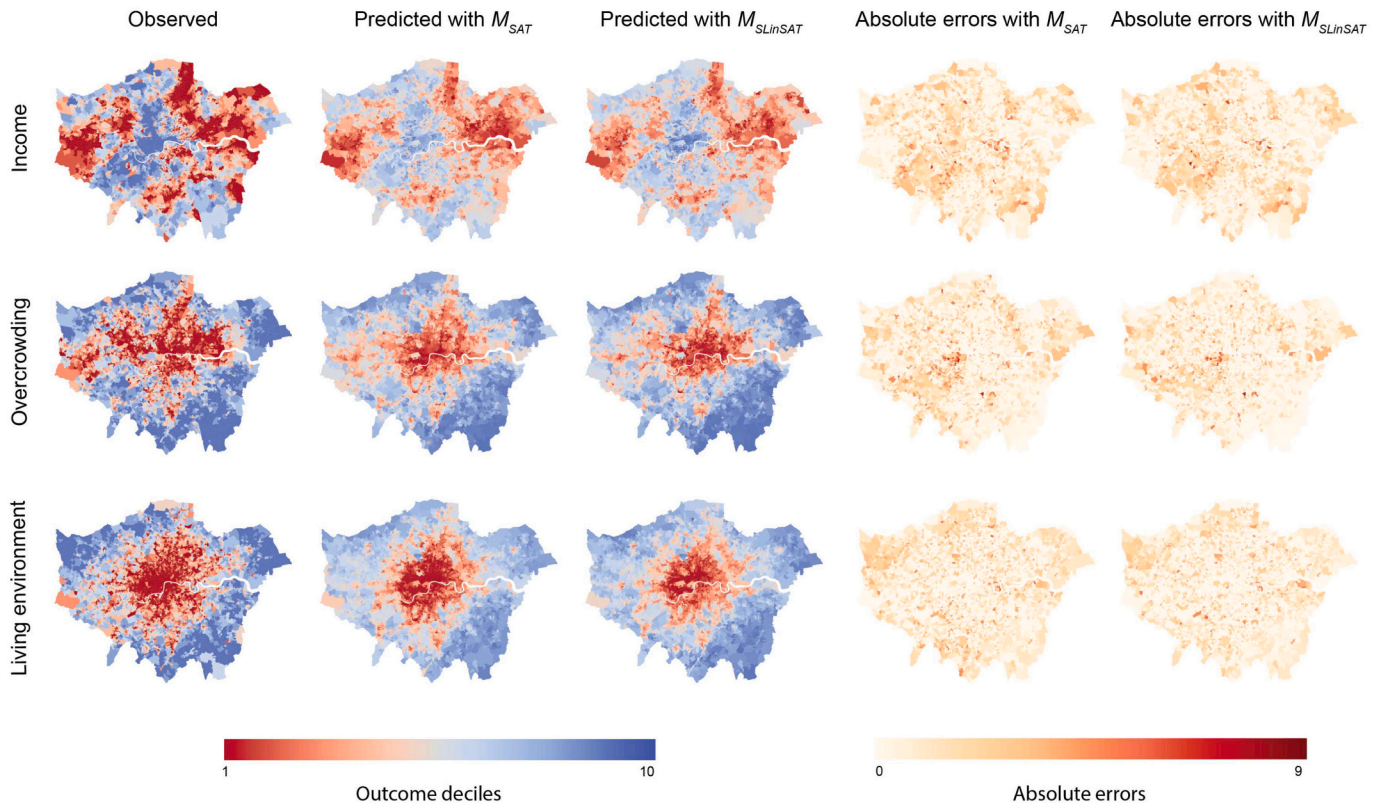 Observed
Predicted with M_SAT
Predicted with M_SLinSAT
Absolute errors with M_SAT
Absolute errors with M_SLinSAT
Income
Overcrowding
Living environment
1
10
Outcome deciles
0
9
Absolute errors